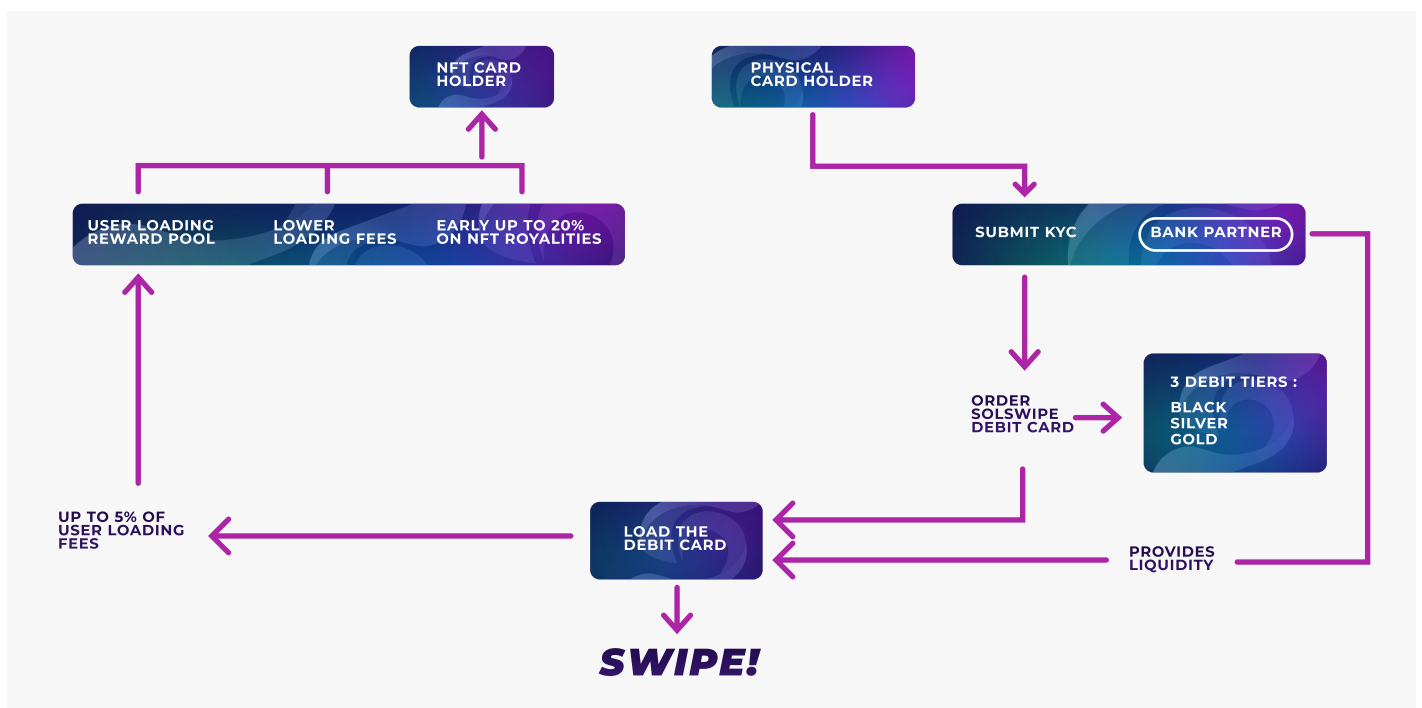 NFT CARD
HOLDER
PHYSICAL
CARD HOLDER
USER LOADING
REWARD POOL
LOWER
LOADING FEES
EARLY UP TO 20%
ON NFT ROYALITIES
SUBMIT KYC
BANK PARTNER
ORDER
SOLSWIPE
DEBIT CARD
3 DEBIT TIERS :
BLACK
SILVER
GOLD
UP TO 5% OF
USER LOADING
FEES
LOAD THE
DEBIT CARD
PROVIDES
LIQUIDITY
SWIPE!